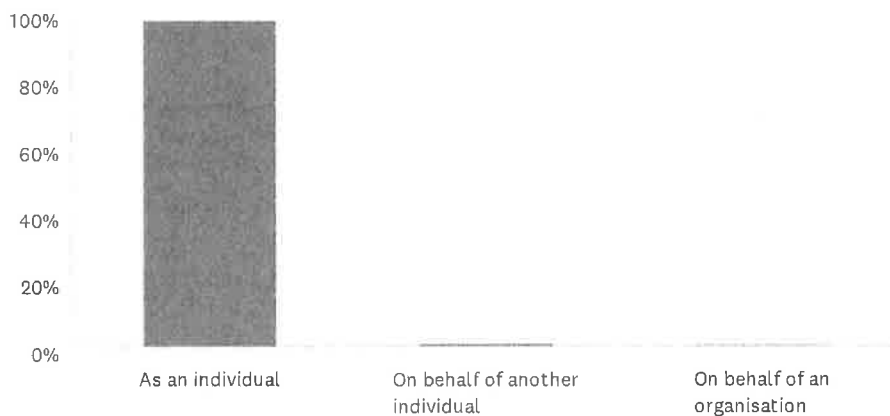 100%
80%
60%
40%
20%
0%
As an individual
On behalf of another
individual
On behalf of an
organisation